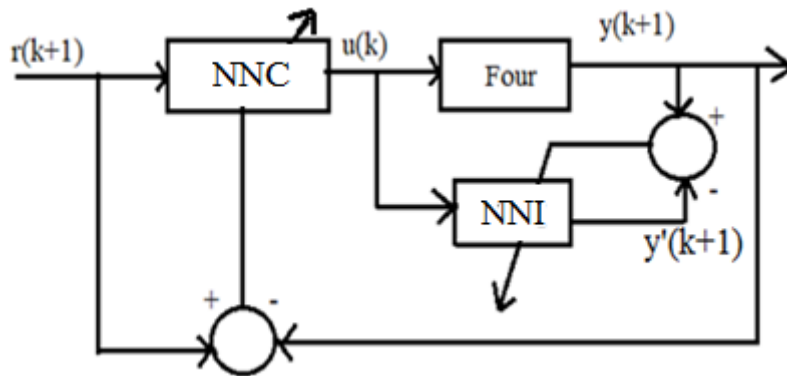 r(k+1)
NNC
u(k)
Four
y(k+1)
+
-
NNI
y'(k+1)
+
-